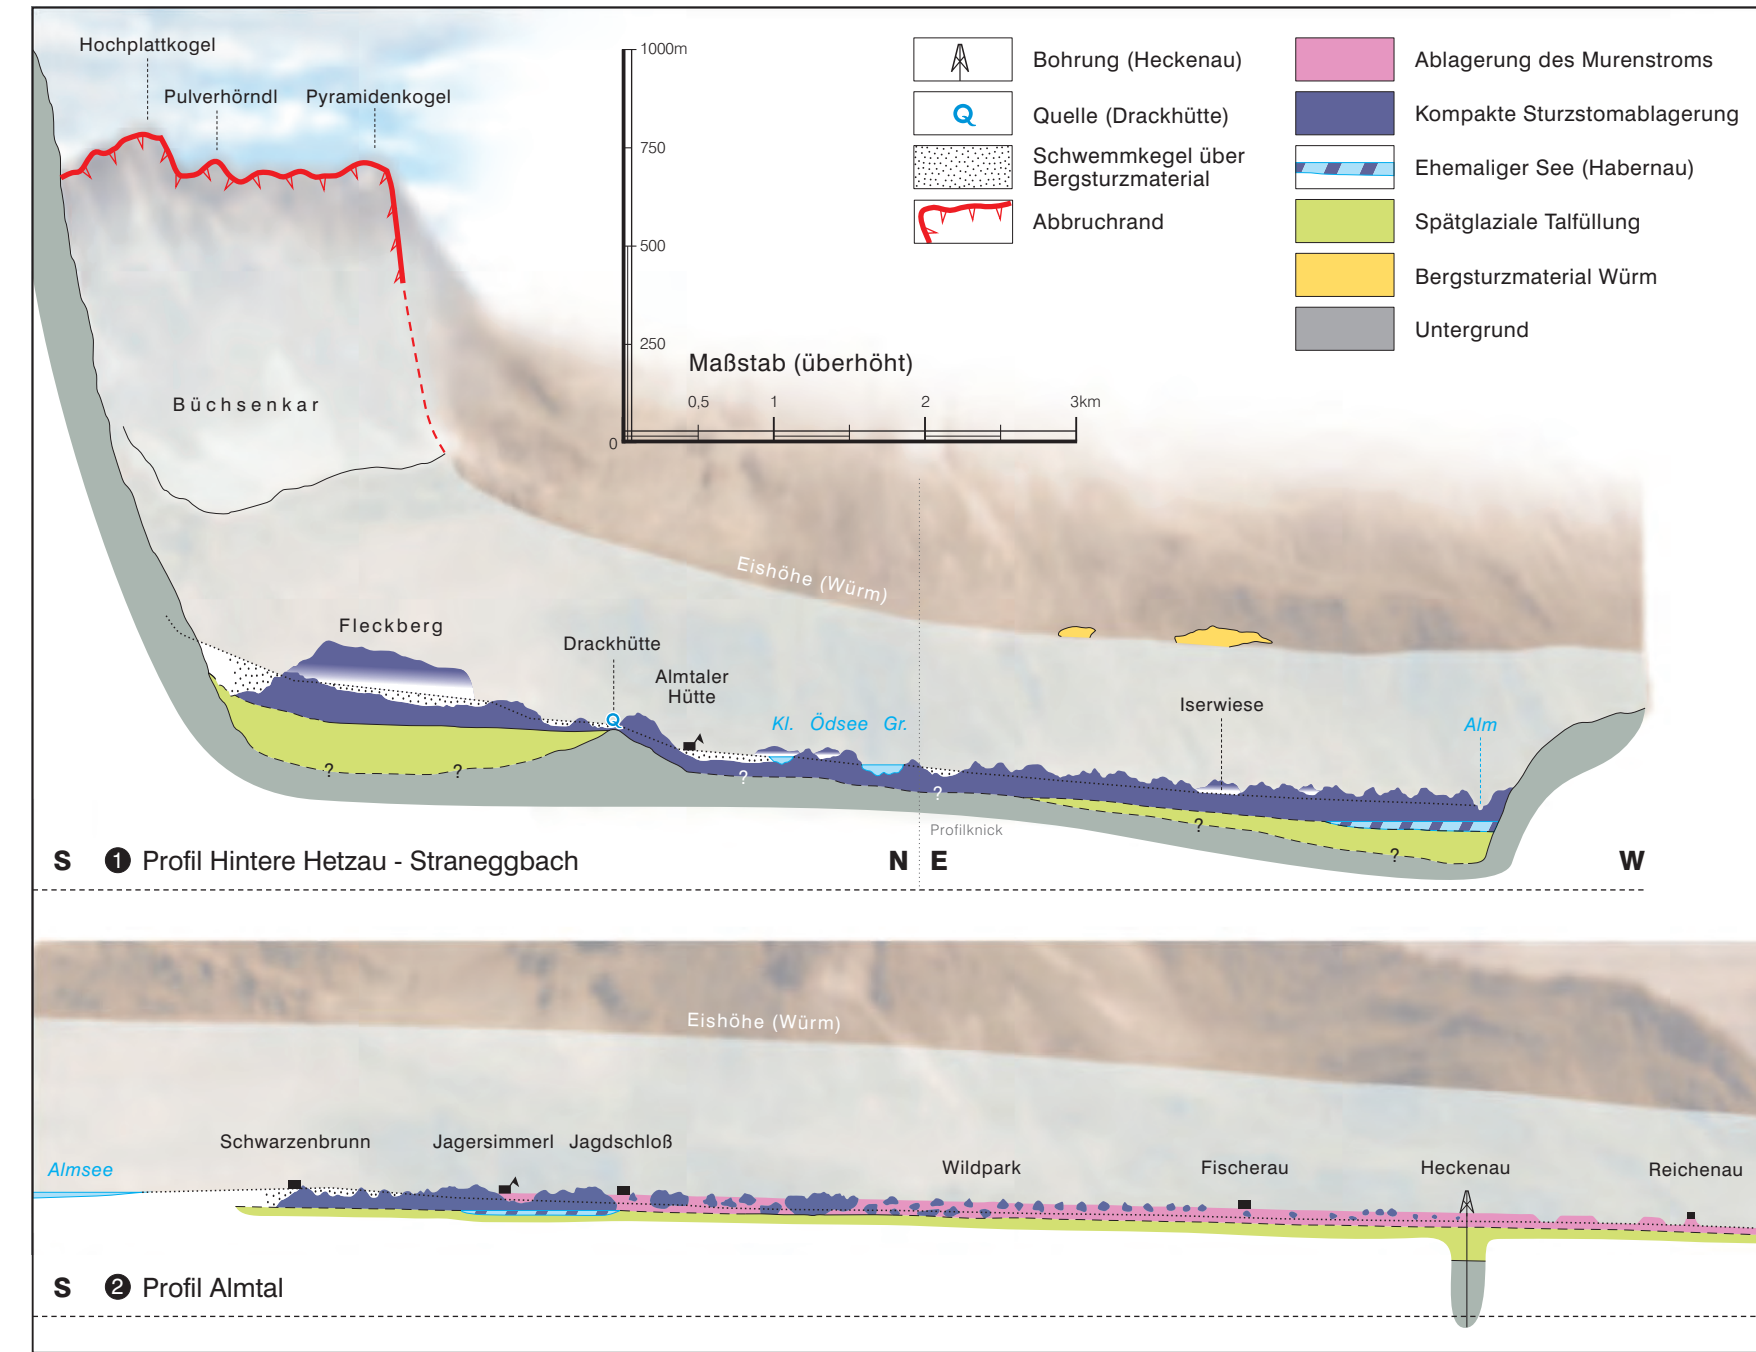 Hochplattkogel
Pulverhörndl
Pyramidenkogel
1000m
750
500
250
0
Maßstab (überhöht)
0,5
1
2
3km
Bohrung (Heckenau)
Q
Quelle (Drackhütte)
Schwemmkegel über
Bergsturzmaterial
Abbruchrand
Ablagerung des Murenstroms
Kompakte Sturzstomablagerung
Ehemaliger See (Habernau)
Spätglaziale Talfüllung
Bergsturzmaterial Würm
Untergrund
Büchsenkar
Eishöhe (Würm)
Fleckberg
Drackhütte
Q
Almtaler
Hütte
Kl. Ödsee Gr.
Iserwiese
Alm
?
?
?
?
?
?
Profilknick
S 1 Profil Hintere Hetzau - Straneggbach
N E
W
Eishöhe (Würm)
Almsee
Schwarzenbrunn
Jagersimmerl
Jagdschloß
Wildpark
Fischerau
Heckenau
Reichenau
S 2 Profil Almtal